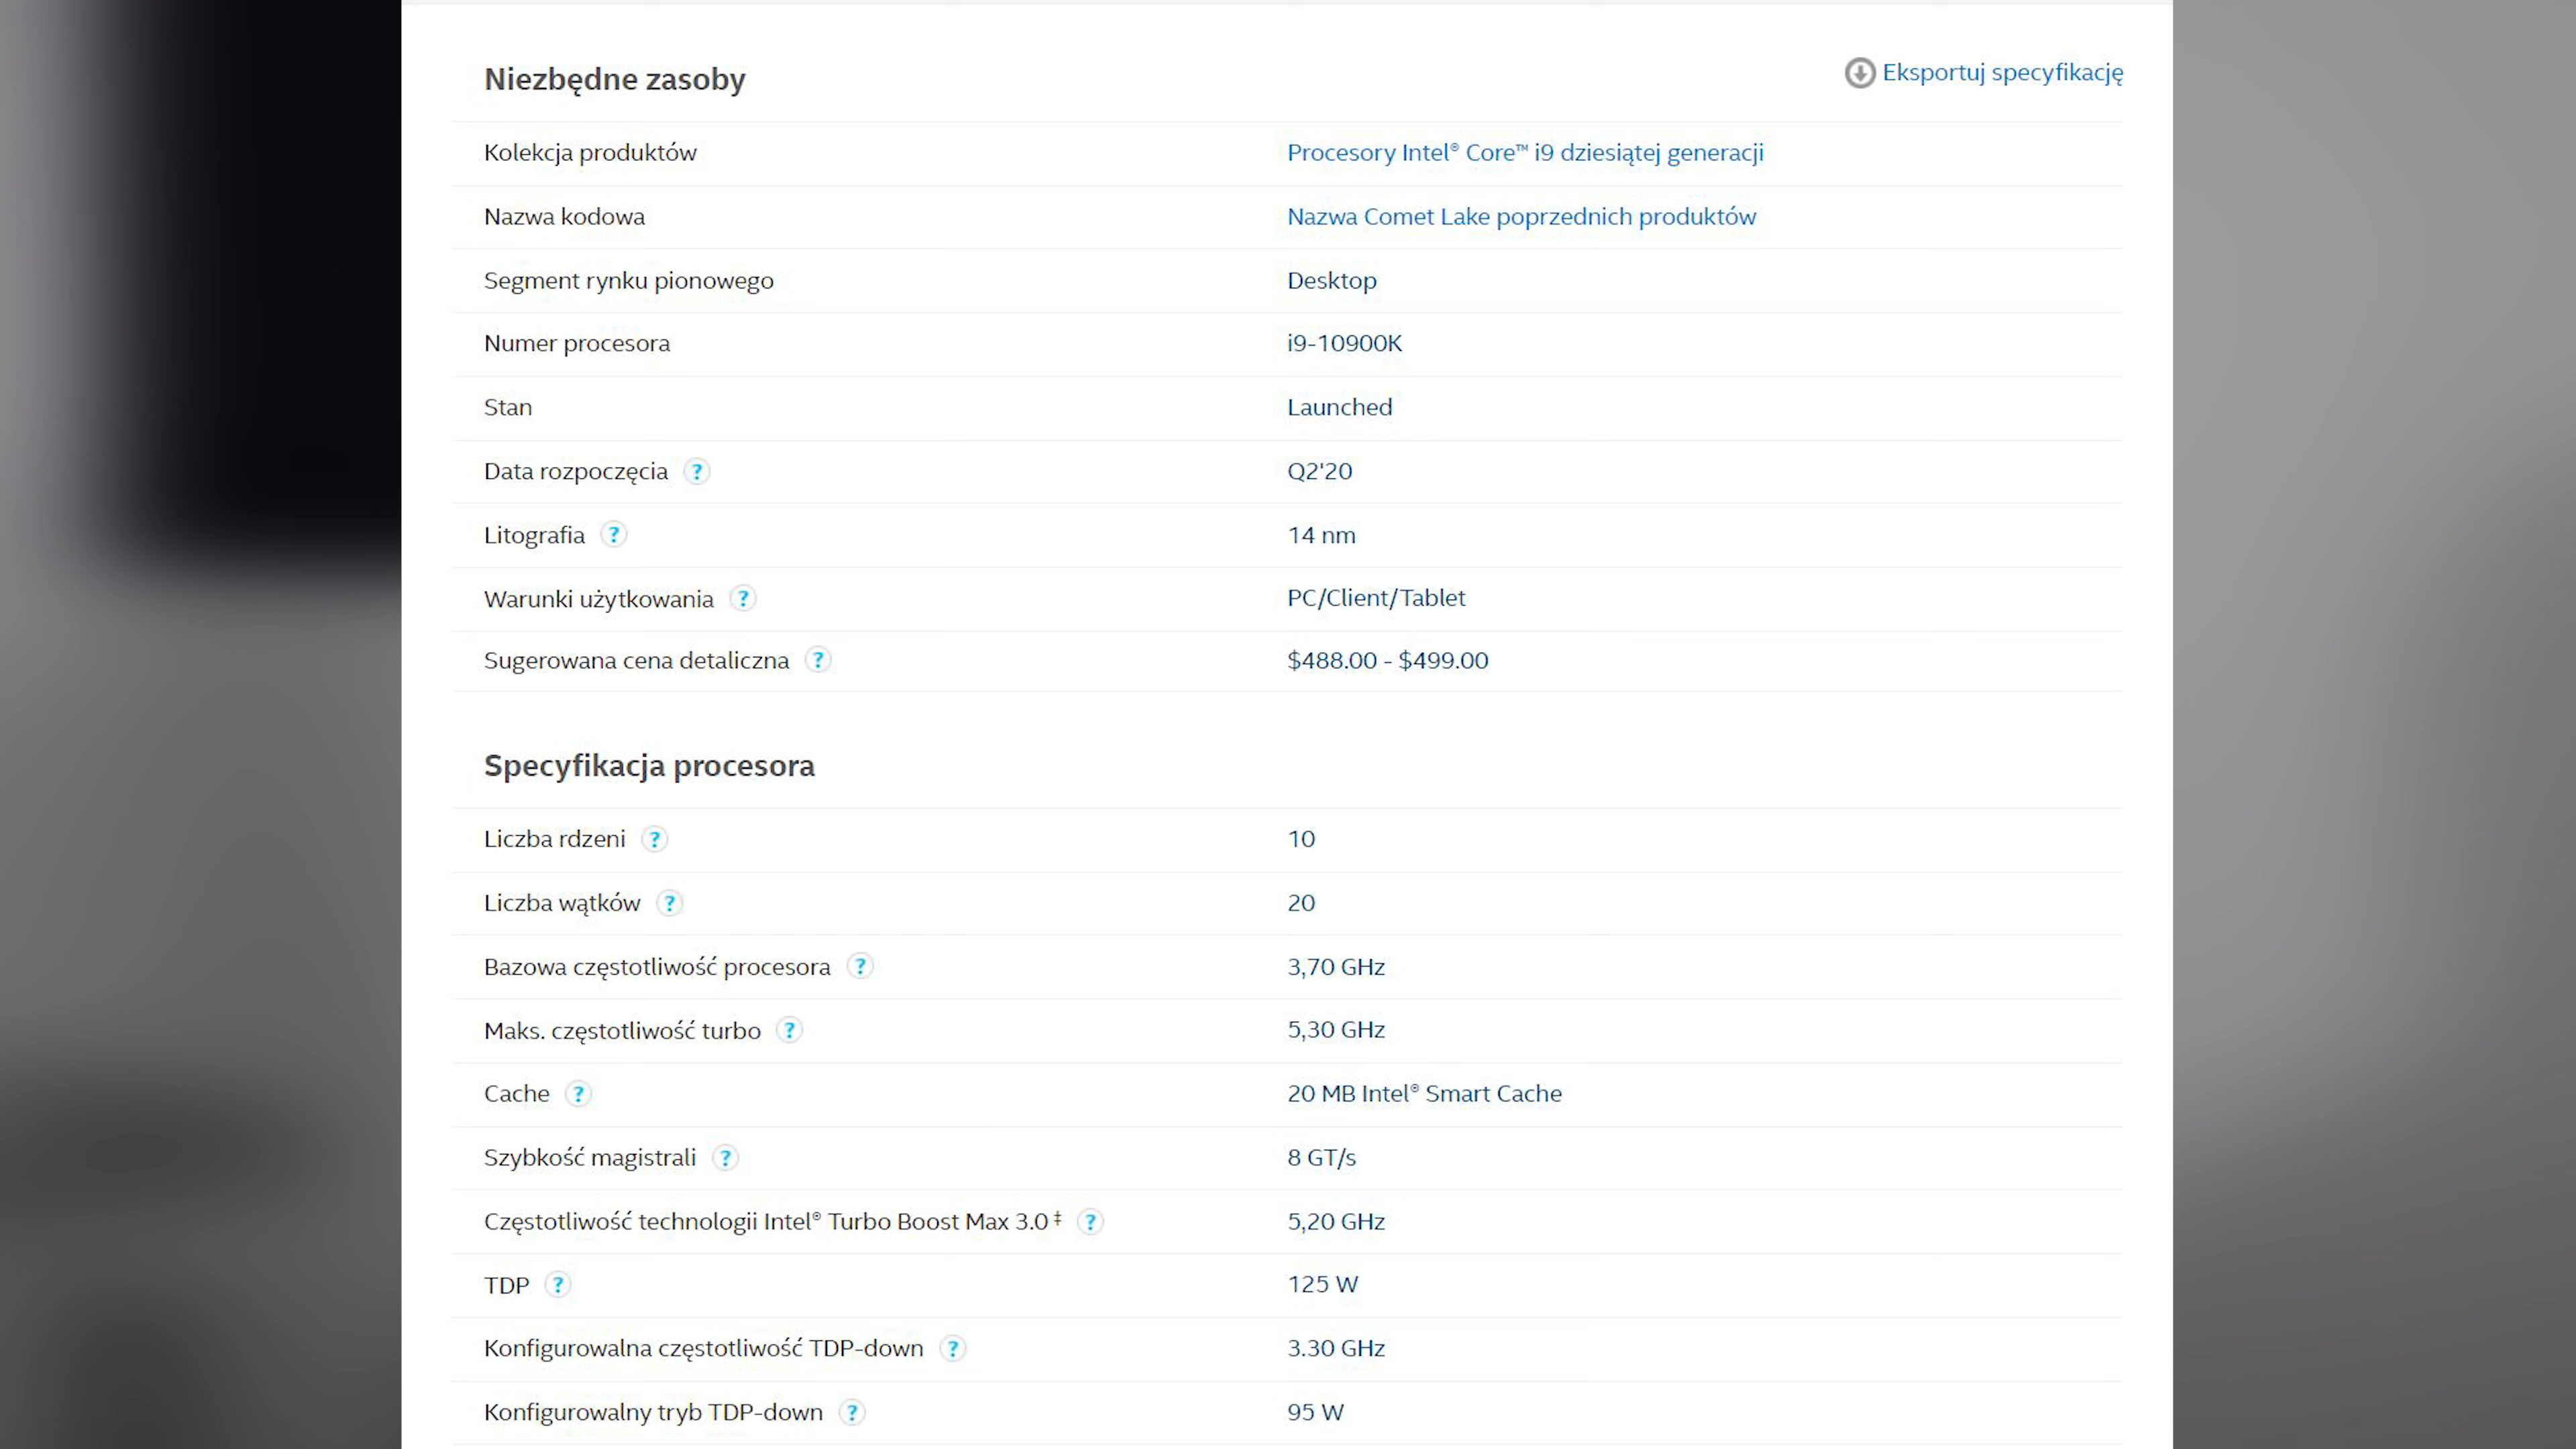 Niezbędne zasoby
Eksportuj specyfikację
Kolekcja produktów Procesory Intel® Core™ i9 dziesiątej generacji
Nazwa kodowa Nazwa Comet Lake poprzednich produktów
Segment rynku pionowego Desktop
Numer procesora i9-10900K
Stan Launched
Data rozpoczęcia ? Q2'20
Litografia ? 14 nm
Warunki użytkowania ? PC/Client/Tablet
Sugerowana cena detaliczna ? $488.00 - $499.00
Specyfikacja procesora
Liczba rdzeni ? 10
Liczba wątków ? 20
Bazowa częstotliwość procesora ? 3,70 GHz
Maks. częstotliwość turbo ? 5,30 GHz
Cache ? 20 MB Intel® Smart Cache
Szybkość magistrali ? 8 GT/s
Częstotliwość technologii Intel® Turbo Boost Max 3.0 ‡ ? 5,20 GHz
TDP ? 125 W
Konfigurowalna częstotliwość TDP-down ? 3.30 GHz
Konfigurowalny tryb TDP-down ? 95 W